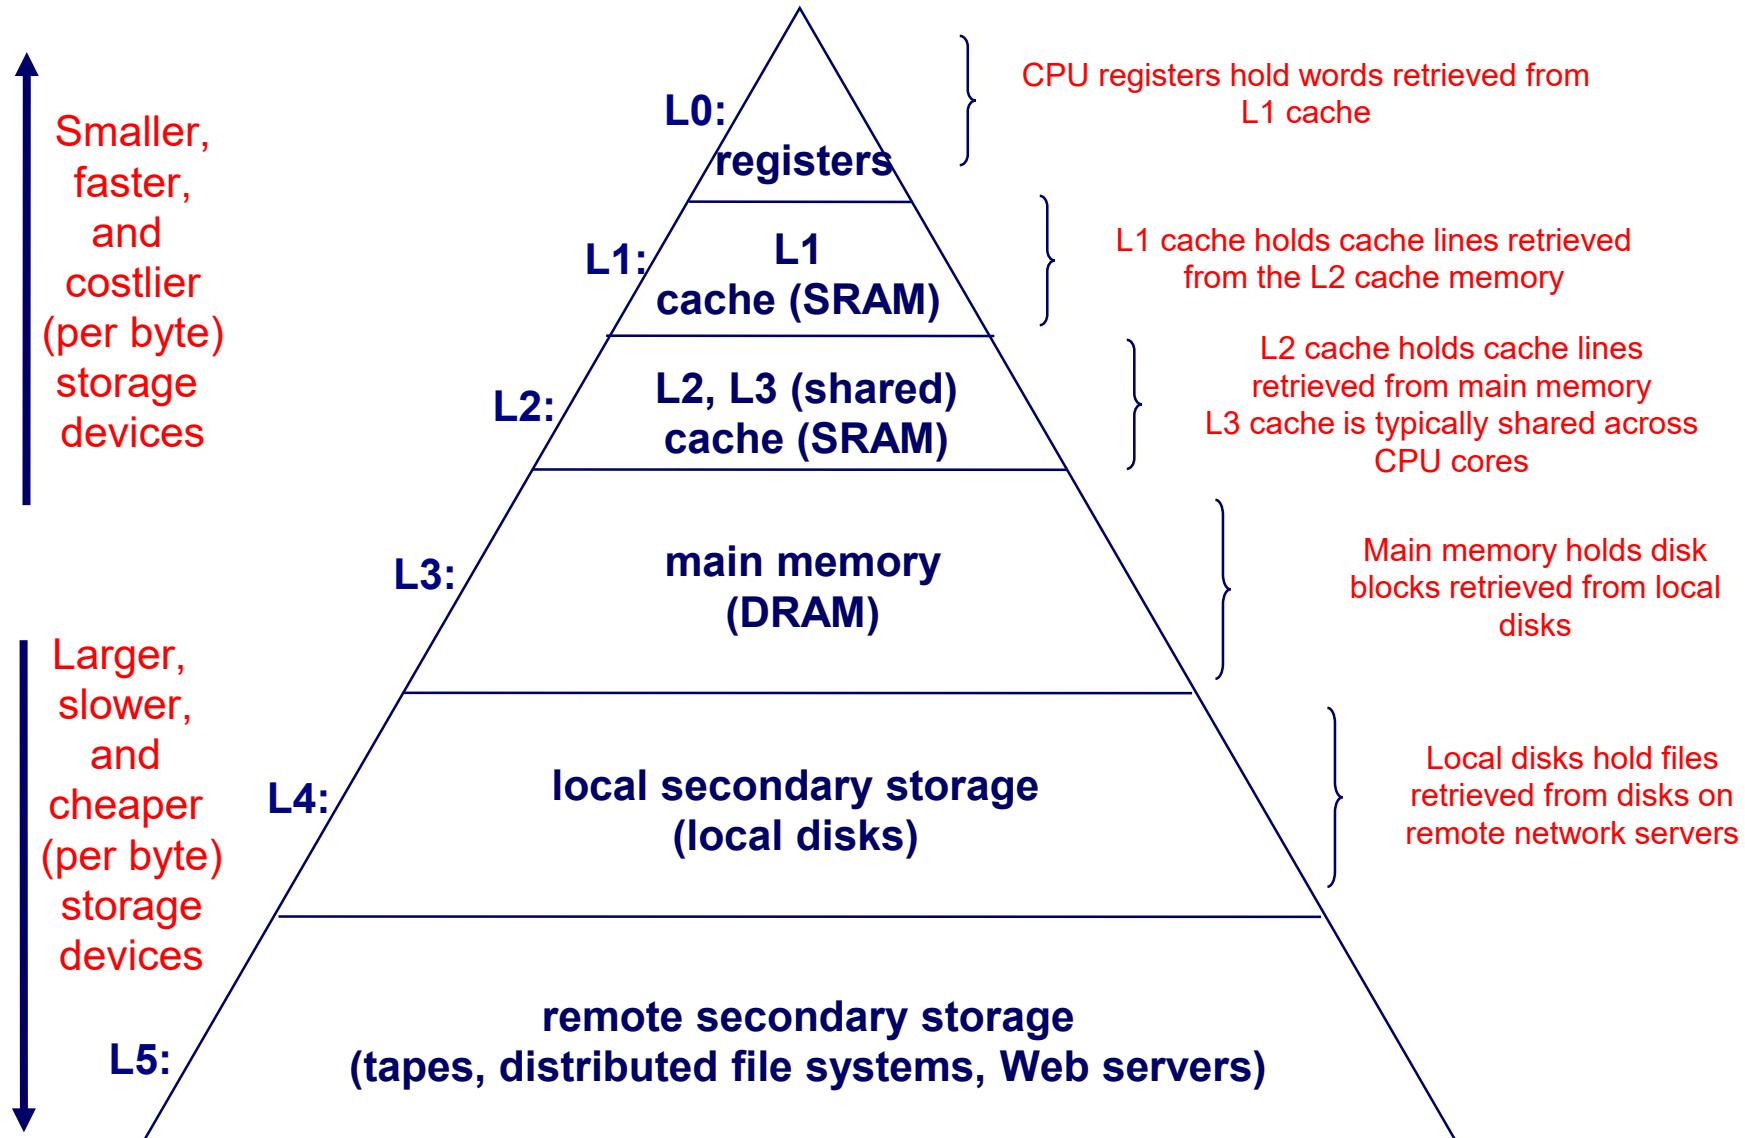 Smaller,
faster,
and
costlier
(per byte)
storage
devices
Larger,
slower,
and
cheaper
(per byte)
storage
devices
L0:
registers
CPU registers hold words retrieved from
L1 cache
L1:
L1
cache (SRAM)
L1 cache holds cache lines retrieved
from the L2 cache memory
L2:
L2, L3 (shared)
cache (SRAM)
L2 cache holds cache lines
retrieved from main memory
L3 cache is typically shared across
CPU cores
L3:
main memory
(DRAM)
Main memory holds disk
blocks retrieved from local
disks
L4:
local secondary storage
(local disks)
Local disks hold files
retrieved from disks on
remote network servers
L5:
remote secondary storage
(tapes, distributed file systems, Web servers)